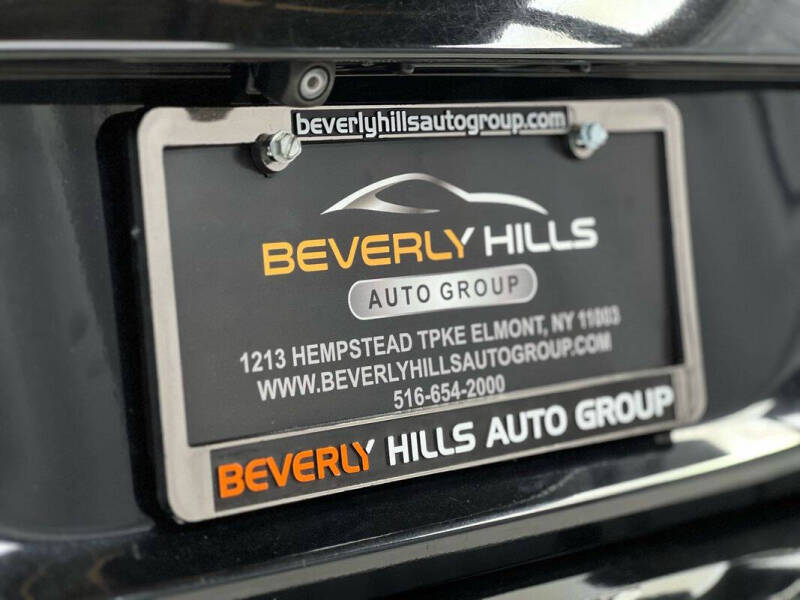 beverlyhillsautogroup.com
BEVERLY HILLS
AUTO GROUP
1213 HEMPSTEAD TPKE ELMONT, NY 11003
WWW.BEVERLYHILLSAUTOGROUP.COM
516-654-2000
BEVERLY HILLS AUTO GROUP